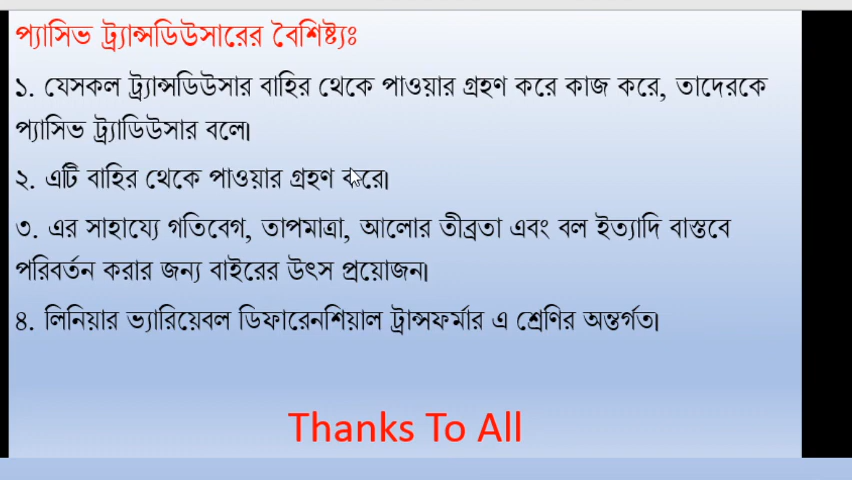 প্যাসিভ ট্র্যান্সডিউসারের বৈশিষ্ট্যঃ
১. যেসকল ট্র্যান্সডিউসার বাহির থেকে পাওয়ার গ্রহণ করে কাজ করে, তাদেরকে
প্যাসিভ ট্র্যাডিউসার বলে।
২. এটি বাহির থেকে পাওয়ার গ্রহণ করে।
৩. এর সাহায্যে গতিবেগ, তাপমাত্রা, আলোর তীব্রতা এবং বল ইত্যাদি বাস্তবে
পরিবর্তন করার জন্য বাইরের উৎস প্রয়োজন।
৪. লিনিয়ার ভ্যারিয়েবল ডিফারেনশিয়াল ট্রান্সফর্মার এ শ্রেণির অন্তর্গত।
Thanks To All